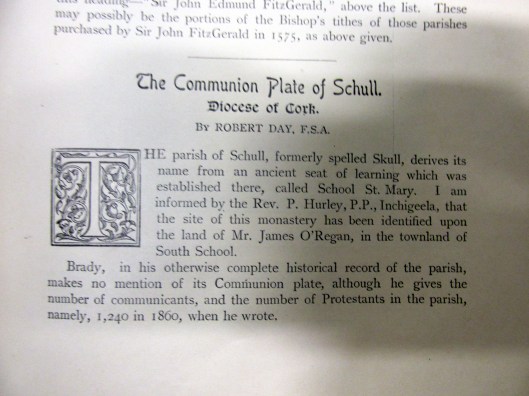 this heading—"Sir John Edmund FitzGerald," above the list. These
may possibly be the portions of the Bishop's tithes of those parishes
purchased by Sir John FitzGerald in 1575, as above given.
The Communion Plate of Schull.
Diocese of Cork.
By ROBERT DAY, F.S.A.
THE parish of Schull, formerly spelled Skull, derives its
name from an ancient seat of learning which was
established there, called School St. Mary. I am
informed by the Rev. P. Hurley, P.P., Inchigeela, that
the site of this monastery has been identified upon
the land of Mr. James O'Regan, in the townland of
South School.
Brady, in his otherwise complete historical record of the parish,
makes no mention of its Communion plate, although he gives the
number of communicants, and the number of Protestants in the parish,
namely, 1,240 in 1860, when he wrote.